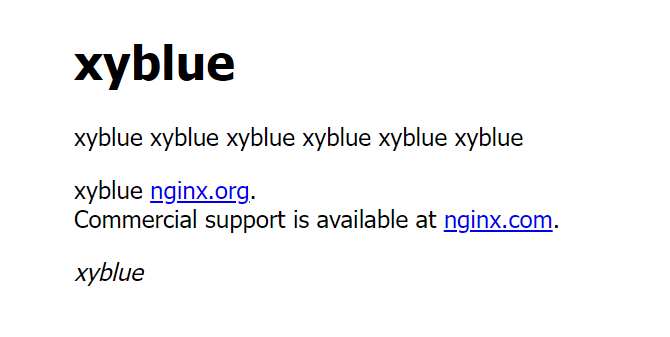 xyblue
xyblue xyblue xyblue xyblue xyblue xyblue
xyblue nginx.org.
Commercial support is available at nginx.com.
xyblue